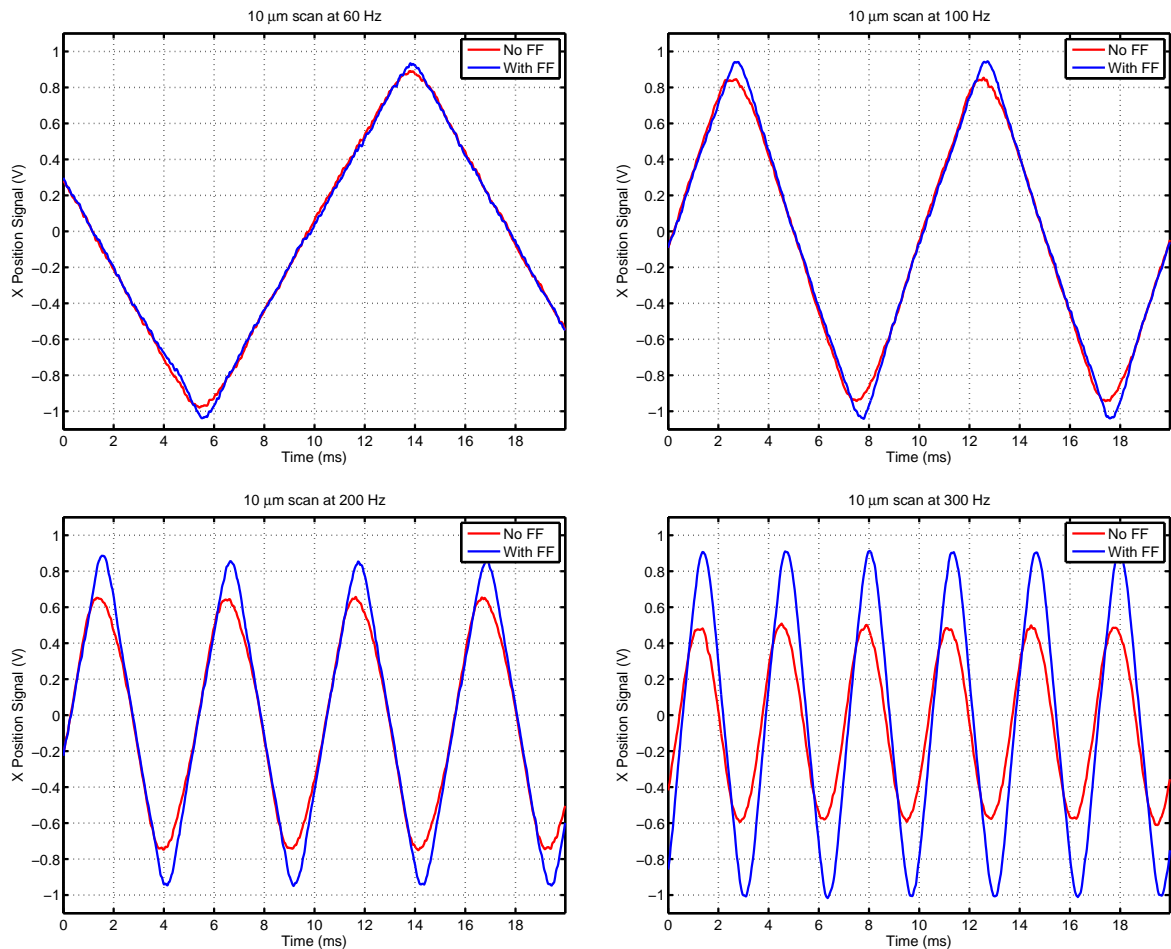 10 μm scan at 60 Hz
1
0.8
0.6
0.4
0.2
0
−0.2
−0.4
−0.6
−0.8
−1
X Position Signal (V)
0 2 4 6 8 10 12 14 16 18
Time (ms)
No FF
With FF
10 μm scan at 100 Hz
1
0.8
0.6
0.4
0.2
0
−0.2
−0.4
−0.6
−0.8
−1
X Position Signal (V)
0 2 4 6 8 10 12 14 16 18
Time (ms)
No FF
With FF
10 μm scan at 200 Hz
1
0.8
0.6
0.4
0.2
0
−0.2
−0.4
−0.6
−0.8
−1
X Position Signal (V)
0 2 4 6 8 10 12 14 16 18
Time (ms)
No FF
With FF
10 μm scan at 300 Hz
1
0.8
0.6
0.4
0.2
0
−0.2
−0.4
−0.6
−0.8
−1
X Position Signal (V)
0 2 4 6 8 10 12 14 16 18
Time (ms)
No FF
With FF